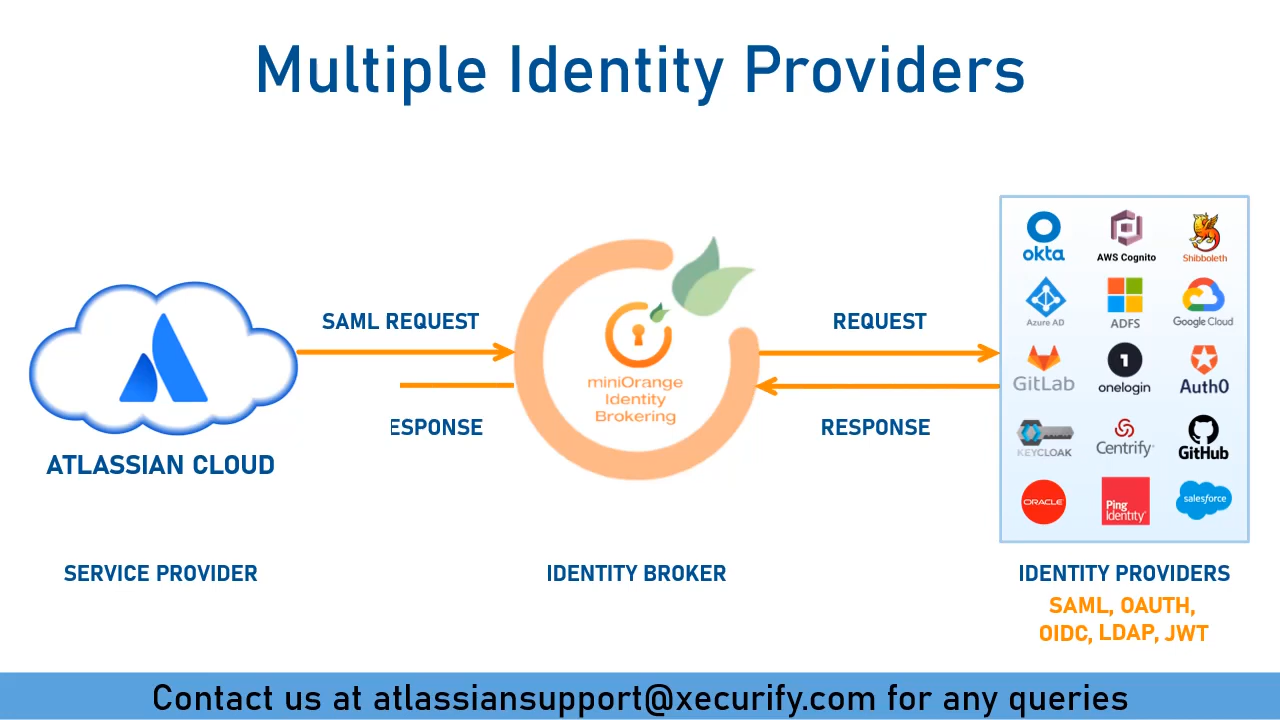 Multiple Identity Providers
SAML REQUEST
ESPONSE
ATLASSIAN CLOUD
SERVICE PROVIDER
miniOrange
Identity
Brokering
IDENTITY BROKER
REQUEST
RESPONSE
okta
AWS Cognito
Shibboleth
Azure AD
ADFS
Google Cloud
GitLab
1
onelogin
Auth0
KEYCLOAK
Centrify
GitHub
ORACLE
Ping
Identity
salesforce
IDENTITY PROVIDERS
SAML, OAUTH,
OIDC, LDAP, JWT
Contact us at atlassiansupport@xecurify.com for any queries